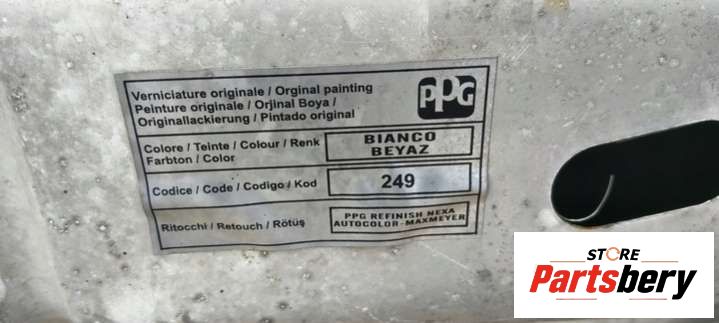 Verniciature originale / Orginal painting
Peinture originale / Orjinal Boya /
Originallackierung / Pintado original
PPG
Colore / Teinte / Colour / Renk
Farbton / Color
BIANCO
BEYAZ
Codice / Code / Codigo / Kod
249
Ritocchi / Retouch / Rötüş
PPG REFINISH NEXA
AUTOCOLOR-MAXMEYER
STORE
Partsbery